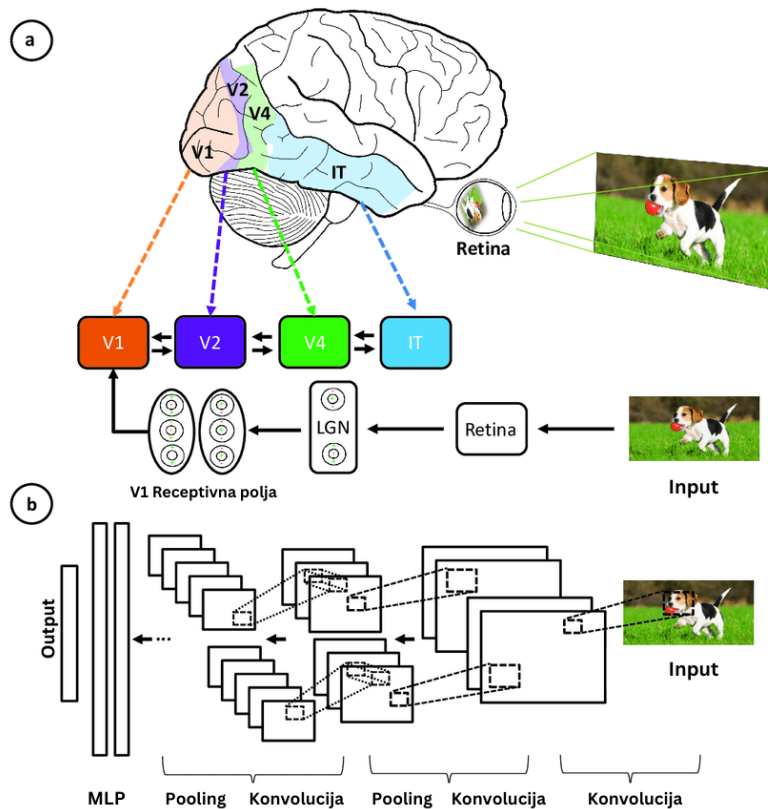 a
V2
V4
V1
IT
Retina
V1
V2
V4
IT
LGN
Retina
V1 Receptivna polja
Input
b
Output
Input
MLP
Pooling
Konvolucija
Pooling
Konvolucija
Konvolucija